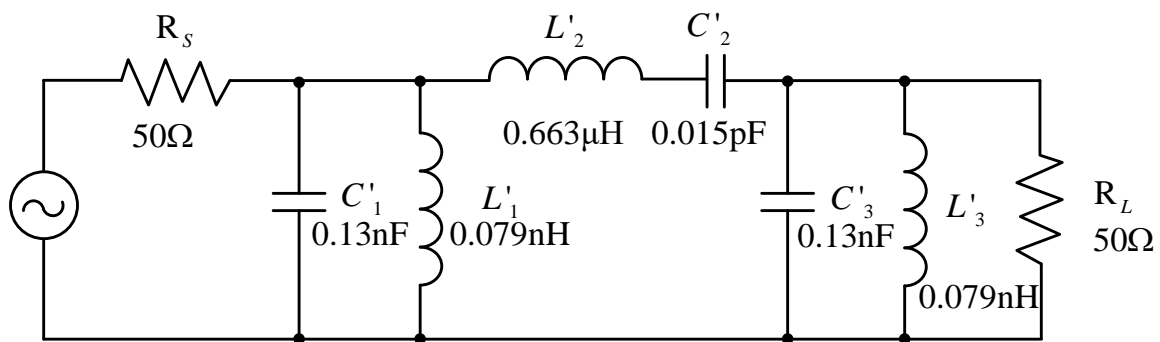 R_S
50Ω
L'_2
0.663μH
C'_2
0.015pF
C'_1
0.13nF
L'_1
0.079nH
C'_3
0.13nF
L'_3
0.079nH
R_L
50Ω